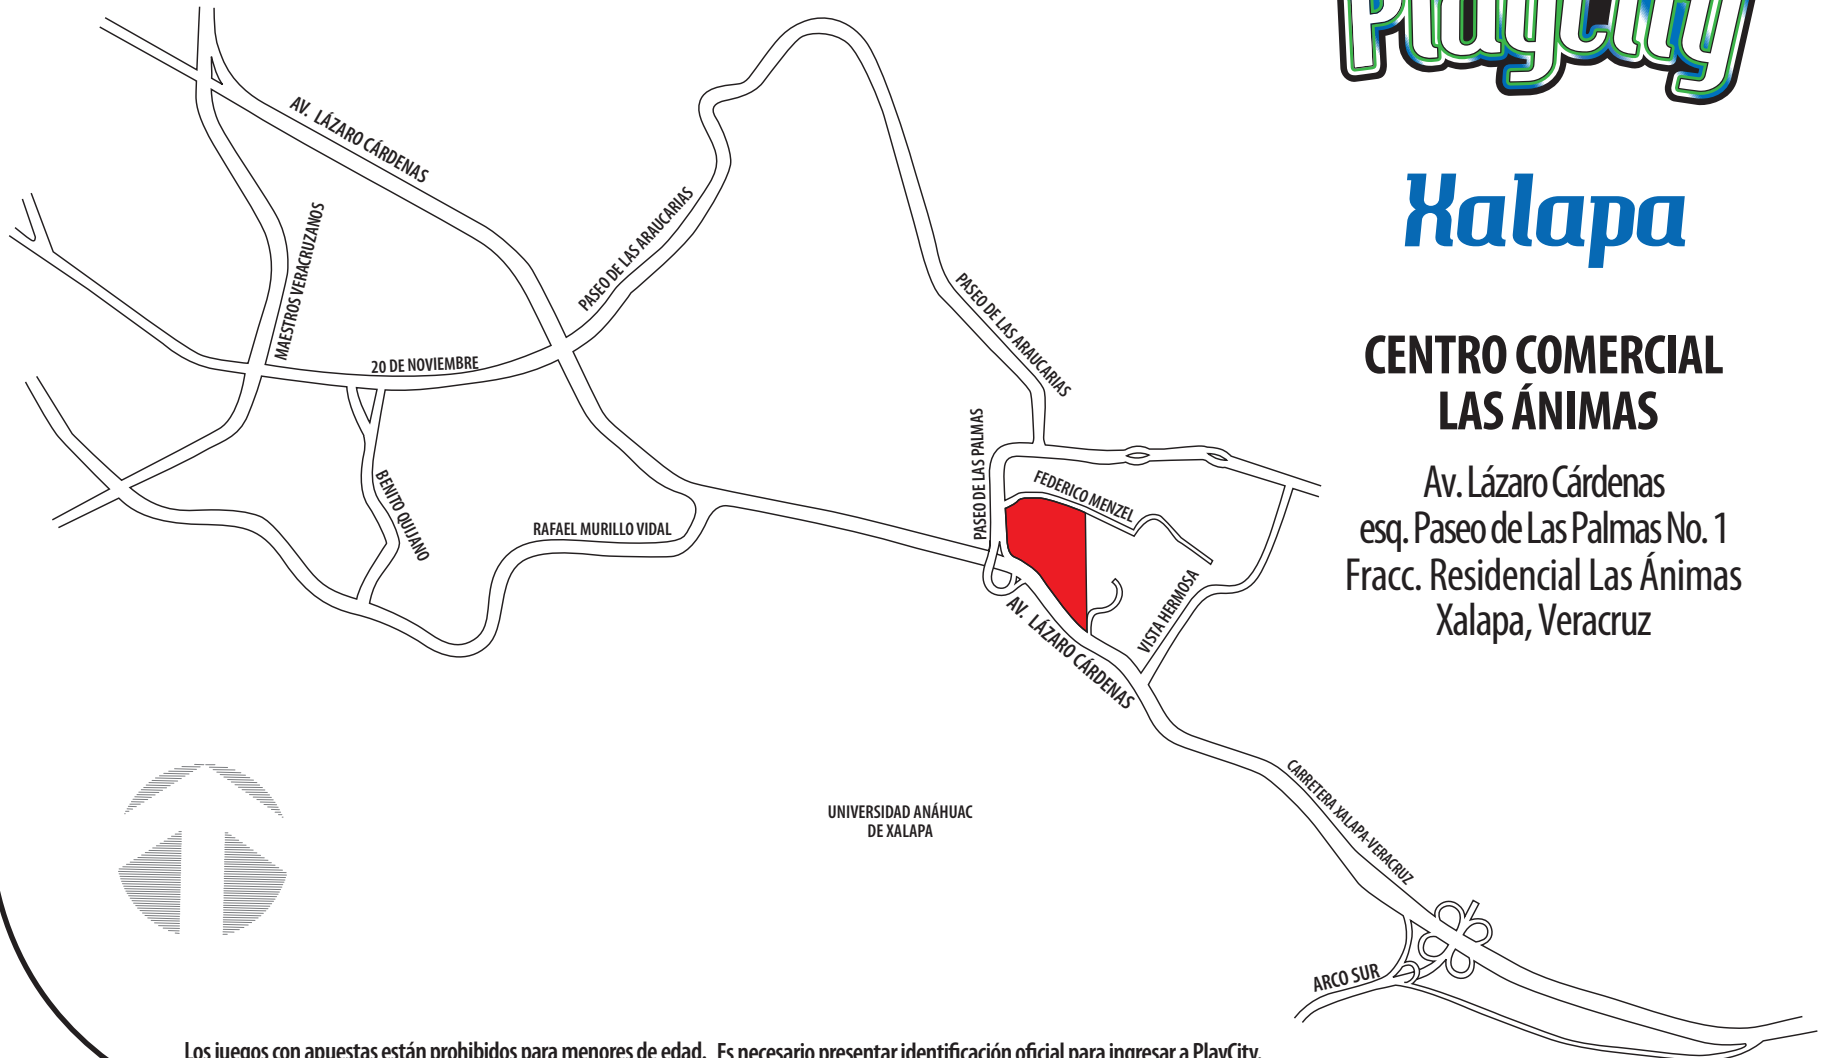 PlayCity
Xalapa
CENTRO COMERCIAL
LAS ÁNIMAS
Av. Lázaro Cárdenas
esq. Paseo de Las Palmas No. 1
Fracc. Residencial Las Ánimas
Xalapa, Veracruz
AV. LÁZARO CÁRDENAS
MAESTROS VERACRUZANOS
PASEO DE LAS ARAUCARIAS
PASEO DE LAS ARAUCARIAS
20 DE NOVIEMBRE
BENITO QUIJANO
RAFAEL MURILLO VIDAL
PASEO DE LAS PALMAS
FEDERICO MENZEL
VISTA HERMOSA
AV. LÁZARO CÁRDENAS
CARRETERA XALAPA-VERACRUZ
UNIVERSIDAD ANÁHUAC
DE XALAPA
ARCO SUR
Los juegos con apuestas están prohibidos para menores de edad. Es necesario presentar identificación oficial para ingresar a PlayCity.